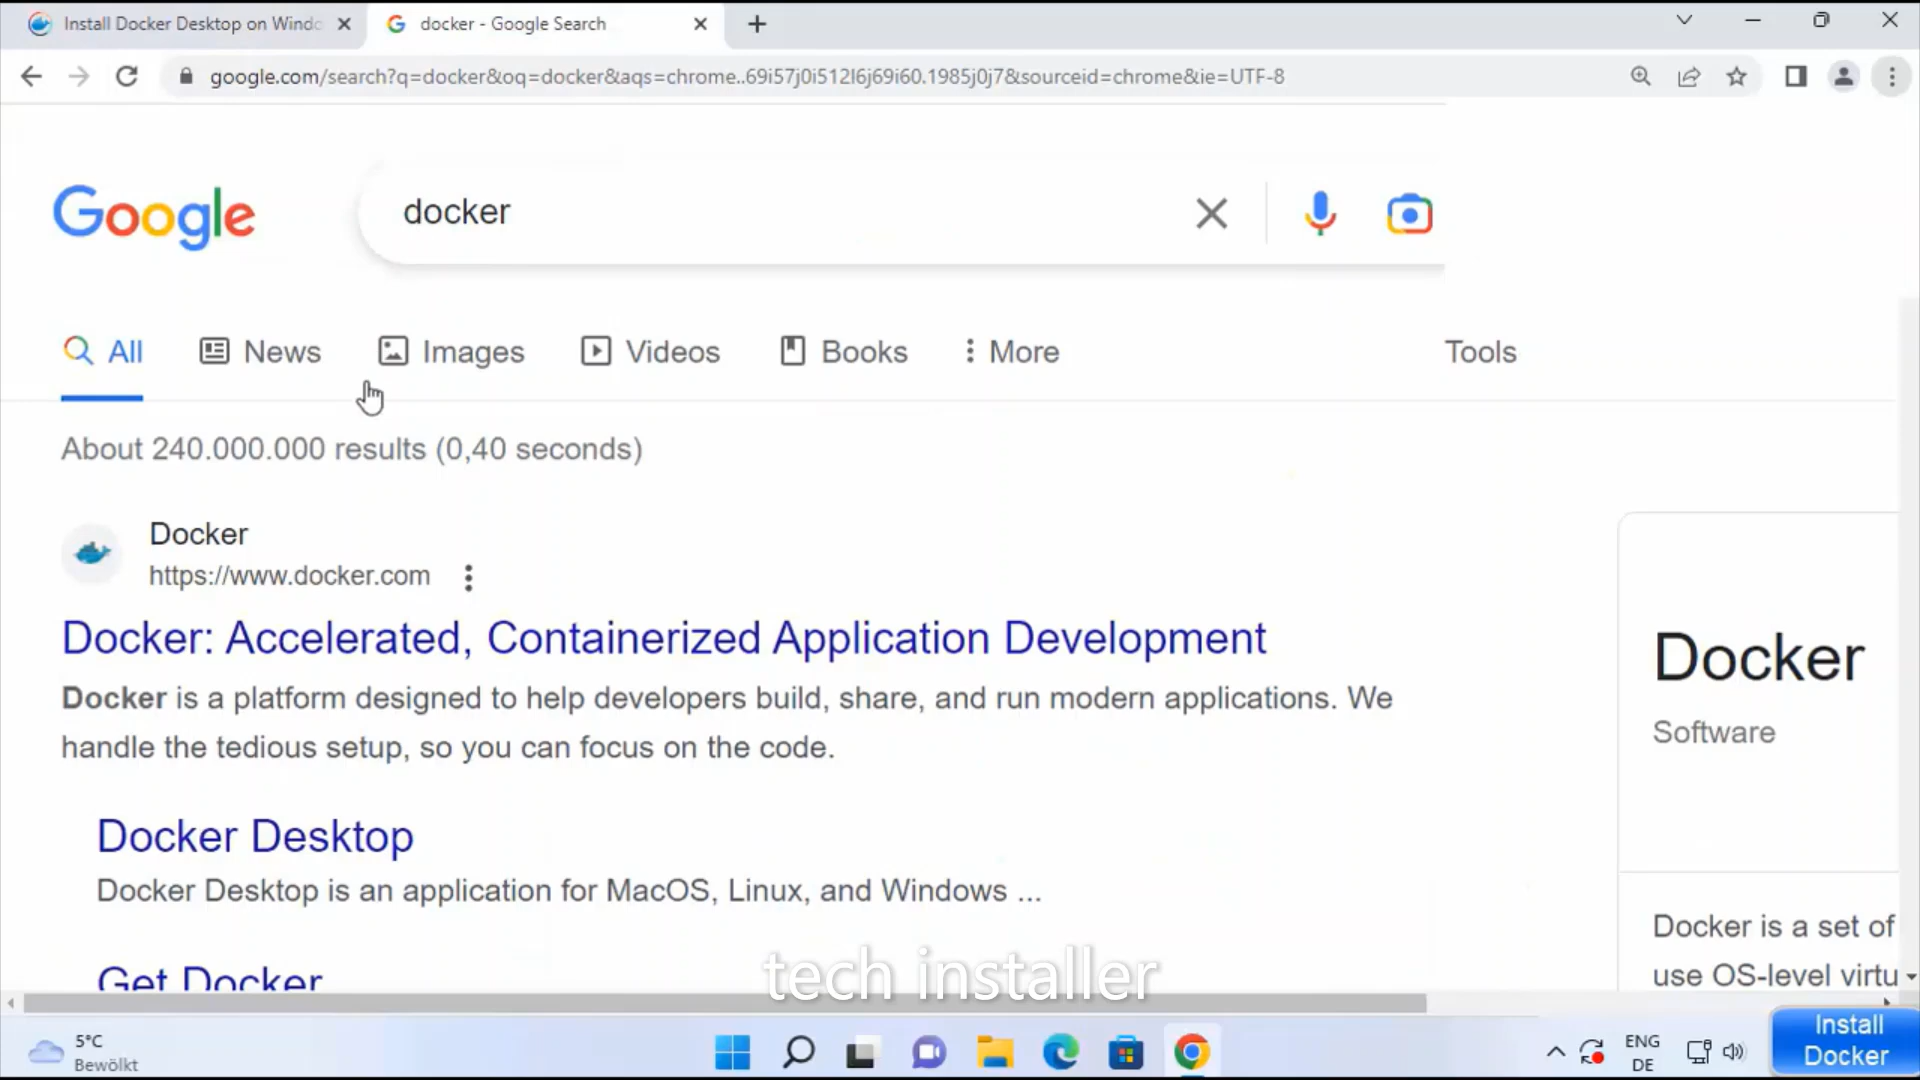 Install Docker Desktop on Windo
docker - Google Search
google.com/search?q=docker&oq=docker&aqs=chrome..69i57j0i512l6j69i60.1985j0j7&sourceid=chrome&ie=UTF-8
Google
docker
All
News
Images
Videos
Books
More
Tools
About 240.000.000 results (0,40 seconds)
Docker
https://www.docker.com
Docker: Accelerated, Containerized Application Development
Docker is a platform designed to help developers build, share, and run modern applications. We
handle the tedious setup, so you can focus on the code.
Docker Desktop
Docker Desktop is an application for MacOS, Linux, and Windows ...
Get Docker
Docker
Software
Docker is a set of
use OS-level virtu
tech installer
5°C
Bewölkt
ENG
DE
Install
Docker